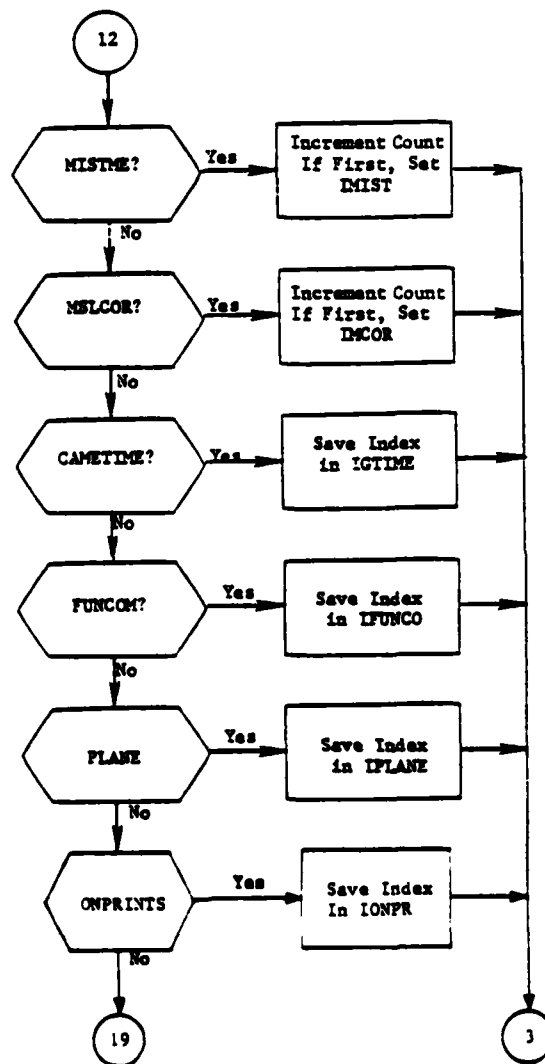 12
MISTME?
Yes
Increment Count
If First, Set
IMIST
No
MSLCOR?
Yes
Increment Count
If First, Set
IMCOR
No
CAMETIME?
Yes
Save Index
in IGTIME
No
FUNCOM?
Yes
Save Index
in IFUNCO
No
PLANE
Yes
Save Index
in IPLANE
No
ONPRINTS
Yes
Save Index
In IONPR
No
19
3